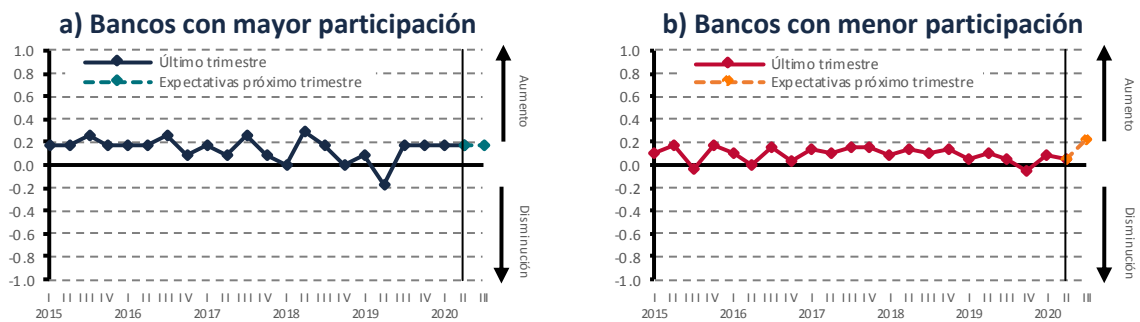 a) Bancos con mayor participación
1.0
0.8
0.6
0.4
0.2
0.0
-0.2
-0.4
-0.6
-0.8
-1.0
Último trimestre
Expectativas próximo trimestre
Aumento
Disminución
I II III IV I II III IV I II III IV I II III IV I II III IV I II III
2015 2016 2017 2018 2019 2020
b) Bancos con menor participación
1.0
0.8
0.6
0.4
0.2
0.0
-0.2
-0.4
-0.6
-0.8
-1.0
Último trimestre
Expectativas próximo trimestre
Aumento
Disminución
I II III IV I II III IV I II III IV I II III IV I II III IV I II III
2015 2016 2017 2018 2019 2020